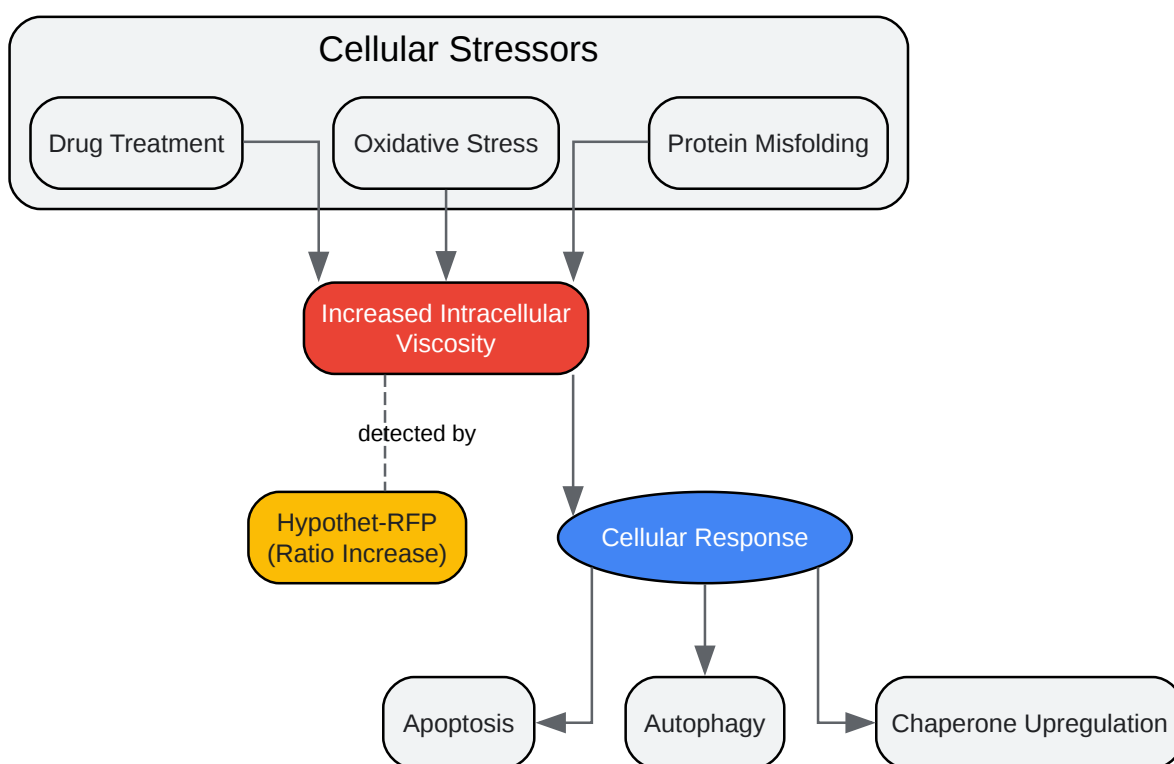 Cellular Stressors
Drug Treatment
Oxidative Stress
Protein Misfolding
Increased Intracellular
Viscosity
detected by
Hypothet-RFP
(Ratio Increase)
Cellular Response
Apoptosis
Autophagy
Chaperone Upregulation